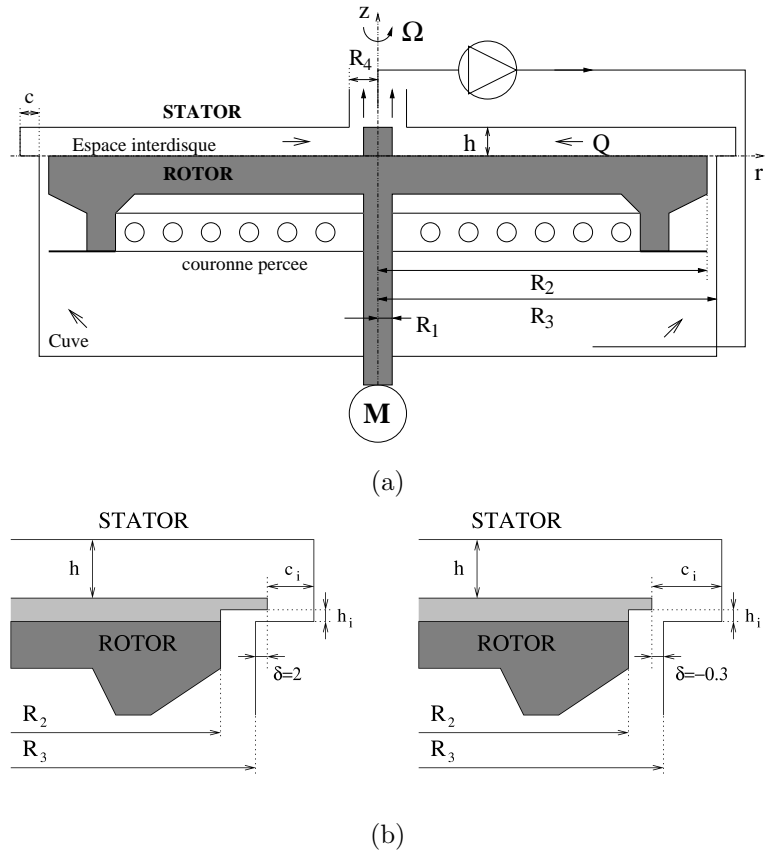 z
Ω
R4
c
STATOR
Espace interdisque
h
Q
ROTOR
r
couronne percee
R2
R3
R1
Cuve
M
(a)
STATOR
h
ci
hi
ROTOR
δ=2
R2
R3
STATOR
h
ci
hi
ROTOR
δ=−0.3
R2
R3
(b)